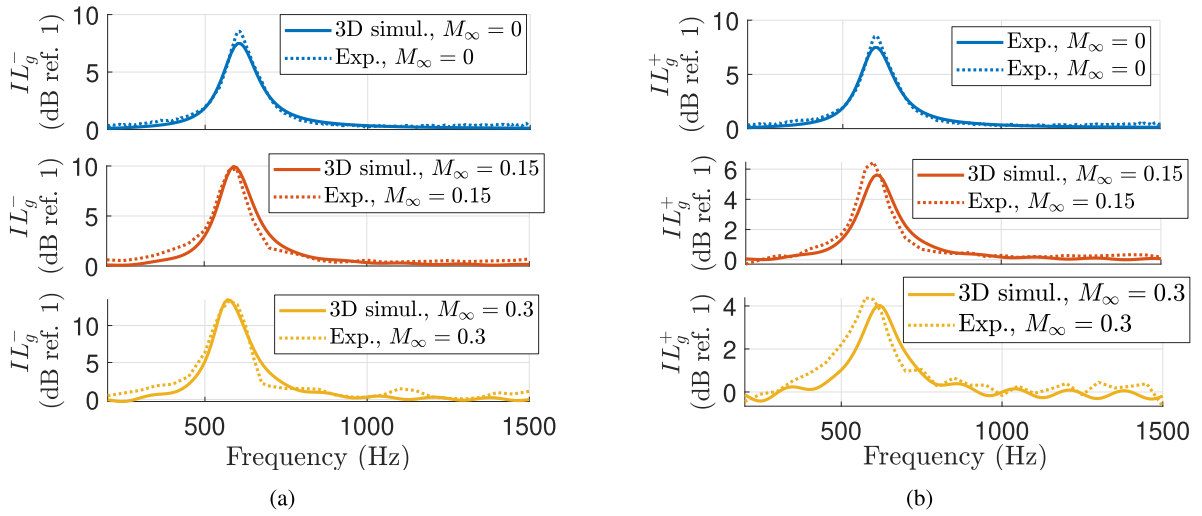 10
5
0
IL_g^-
(dB ref. 1)
3D simul., M_∞ = 0
Exp., M_∞ = 0
10
5
0
IL_g^-
(dB ref. 1)
3D simul., M_∞ = 0.15
Exp., M_∞ = 0.15
10
5
0
IL_g^-
(dB ref. 1)
3D simul., M_∞ = 0.3
Exp., M_∞ = 0.3
500 1000 1500
Frequency (Hz)
(a)
10
5
0
IL_g^+
(dB ref. 1)
Exp., M_∞ = 0
Exp., M_∞ = 0
6
4
2
0
IL_g^+
(dB ref. 1)
3D simul., M_∞ = 0.15
Exp., M_∞ = 0.15
4
2
0
IL_g^+
(dB ref. 1)
3D simul., M_∞ = 0.3
Exp., M_∞ = 0.3
500 1000 1500
Frequency (Hz)
(b)